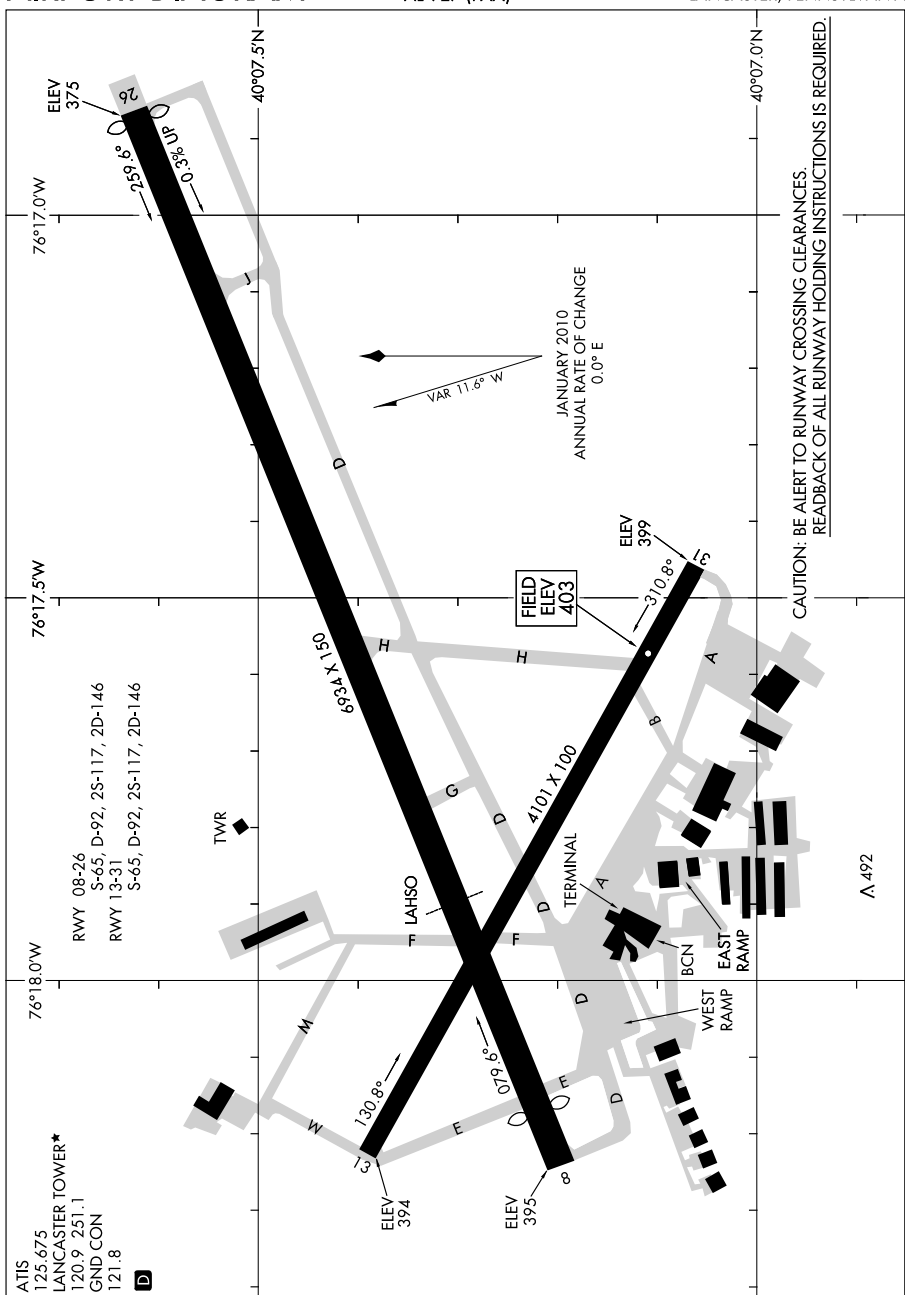 ATIS
125.675
LANCASTER TOWER★
120.9 251.1
GND CON
121.8
D
RWY 08-26
S-65, D-92, 2S-117, 2D-146
RWY 13-31
S-65, D-92, 2S-117, 2D-146
76°18.0'W
76°17.5'W
76°17.0'W
40°07.5'N
40°07.0'N
ELEV
375
26
259.6°
0.3% UP
J
D
VAR 11.6° W
JANUARY 2010
ANNUAL RATE OF CHANGE
0.0° E
6934 X 150
H
H
FIELD
ELEV
403
ELEV
399
31
310.8°
A
B
4101 X 100
G
D
TWR
LAHSO
F
F
D
A
TERMINAL
BCN
EAST
RAMP
WEST
RAMP
D
D
E
E
W
W
13
130.8°
079.6°
ELEV
394
ELEV
395
8
492
CAUTION: BE ALERT TO RUNWAY CROSSING CLEARANCES.
READBACK OF ALL RUNWAY HOLDING INSTRUCTIONS IS REQUIRED.